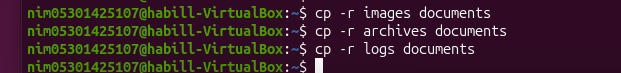 nim05301425107@habill-VirtualBox:~$ cp -r images documents
nim05301425107@habill-VirtualBox:~$ cp -r archives documents
nim05301425107@habill-VirtualBox:~$ cp -r logs documents
nim05301425107@habill-VirtualBox:~$